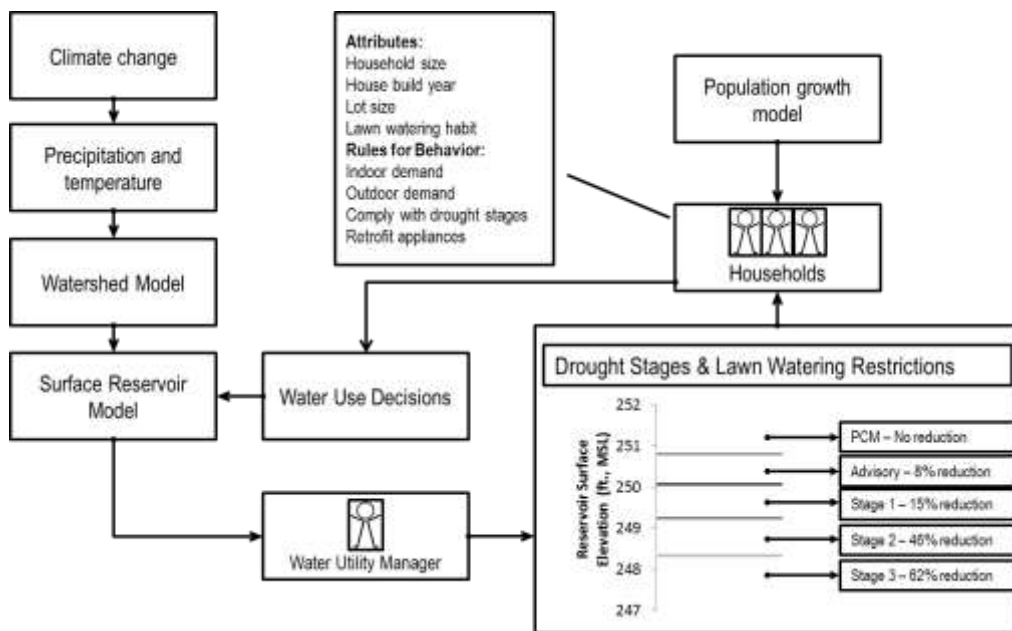 Climate change
Precipitation and
temperature
Watershed Model
Surface Reservoir
Model
Attributes:
Household size
House build year
Lot size
Lawn watering habit
Rules for Behavior:
Indoor demand
Outdoor demand
Comply with drought stages
Retrofit appliances
Population growth
model
Households
Water Use Decisions
Water Utility Manager
Drought Stages & Lawn Watering Restrictions
Reservoir Surface
Elevation (ft., MSL)
252
251
250
249
248
247
PCM – No reduction
Advisory – 8% reduction
Stage 1 – 15% reduction
Stage 2 – 46% reduction
Stage 3 – 62% reduction